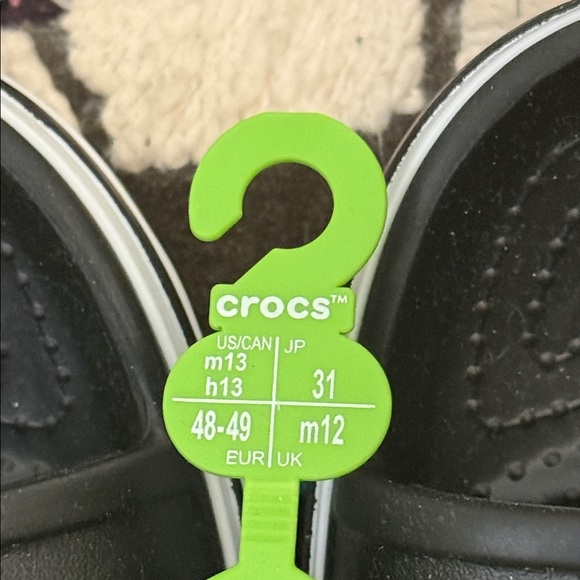 crocs™
US/CAN JP
m13
h13 31
48-49 m12
EUR UK